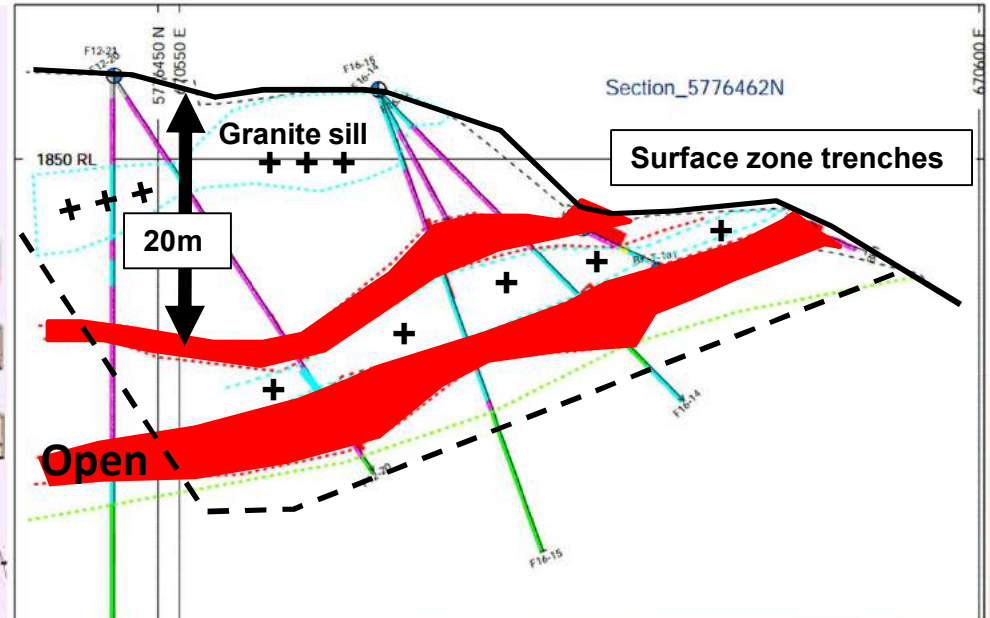 F12-21
F12-20
5776450 N
670550 E
F16-15
F16-14
Section_5776462N
670600 E
Granite sill
1850 RL
Surface zone trenches
20m
Open
F16-14
F16-15